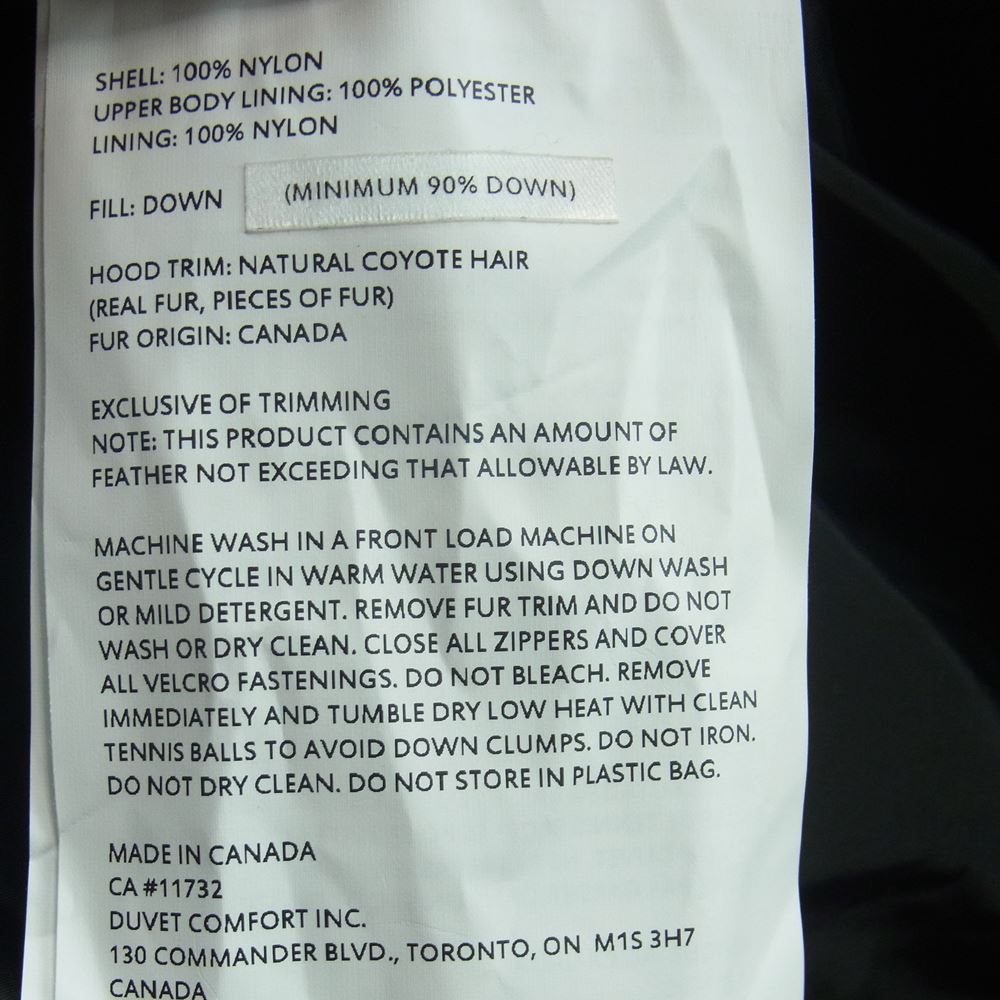 SHELL: 100% NYLON
UPPER BODY LINING: 100% POLYESTER
LINING: 100% NYLON
FILL: DOWN (MINIMUM 90% DOWN)
HOOD TRIM: NATURAL COYOTE HAIR
(REAL FUR, PIECES OF FUR)
FUR ORIGIN: CANADA
EXCLUSIVE OF TRIMMING
NOTE: THIS PRODUCT CONTAINS AN AMOUNT OF
FEATHER NOT EXCEEDING THAT ALLOWABLE BY LAW.
MACHINE WASH IN A FRONT LOAD MACHINE ON
GENTLE CYCLE IN WARM WATER USING DOWN WASH
OR MILD DETERGENT. REMOVE FUR TRIM AND DO NOT
WASH OR DRY CLEAN. CLOSE ALL ZIPPERS AND COVER
ALL VELCRO FASTENINGS. DO NOT BLEACH. REMOVE
IMMEDIATELY AND TUMBLE DRY LOW HEAT WITH CLEAN
TENNIS BALLS TO AVOID DOWN CLUMPS. DO NOT IRON.
DO NOT DRY CLEAN. DO NOT STORE IN PLASTIC BAG.
MADE IN CANADA
CA #11732
DUVET COMFORT INC.
130 COMMANDER BLVD., TORONTO, ON M1S 3H7
CANADA